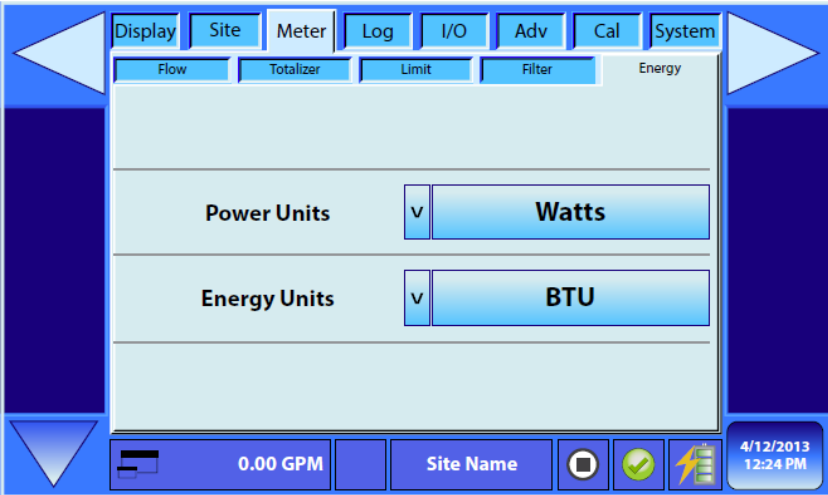 Display Site Meter Log I/O Adv Cal System
Flow Totalizer Limit Filter Energy
Power Units v Watts
Energy Units v BTU
0.00 GPM Site Name
4/12/2013
12:24 PM